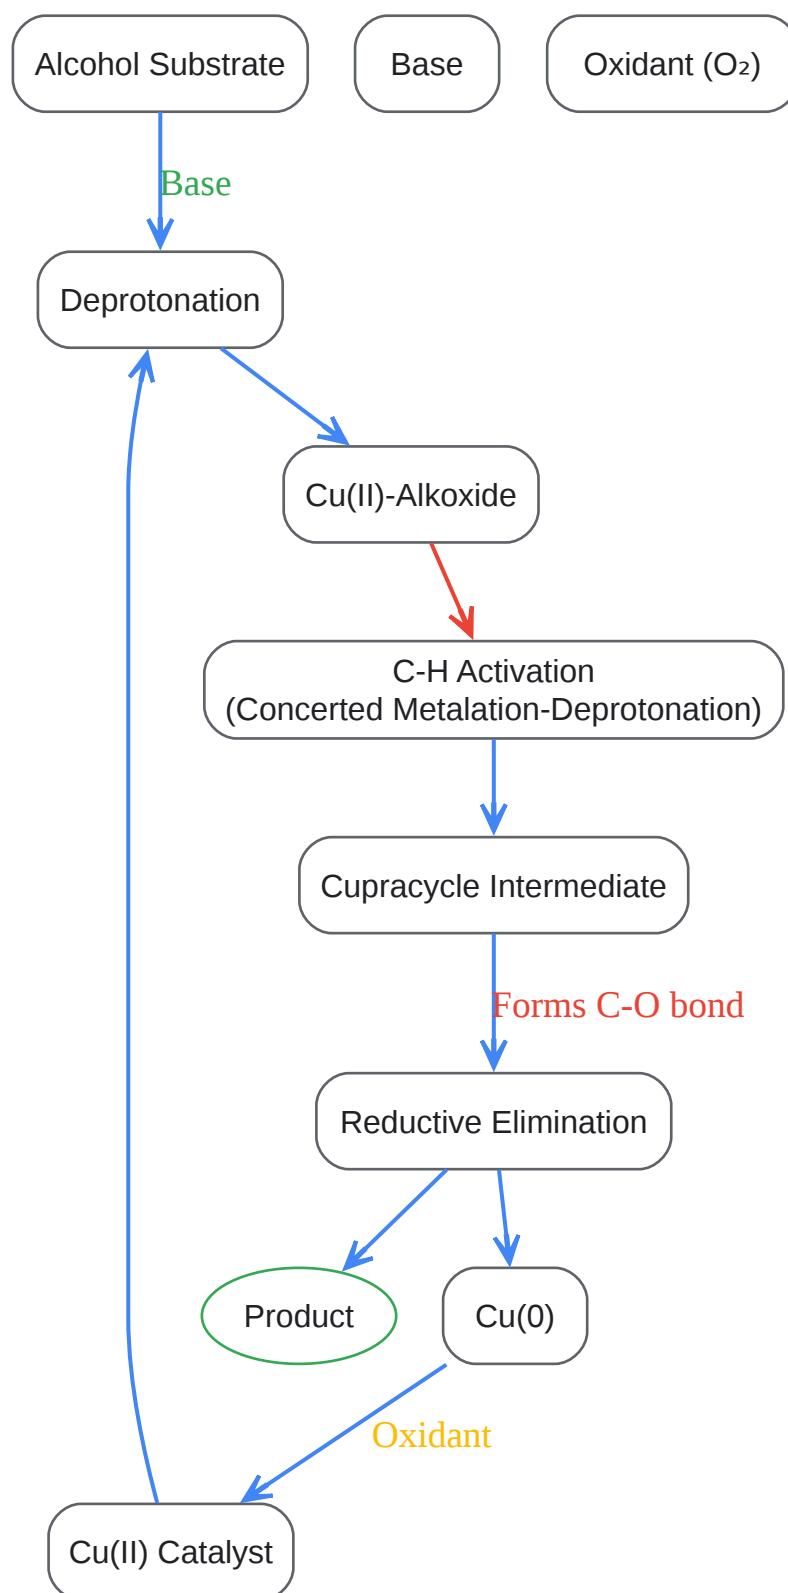 Alcohol Substrate
Base
Oxidant (O₂)
Base
Deprotonation
Cu(II)-Alkoxide
C-H Activation
(Concerted Metalation-Deprotonation)
Cupracycle Intermediate
Forms C-O bond
Reductive Elimination
Product
Cu(0)
Oxidant
Cu(II) Catalyst